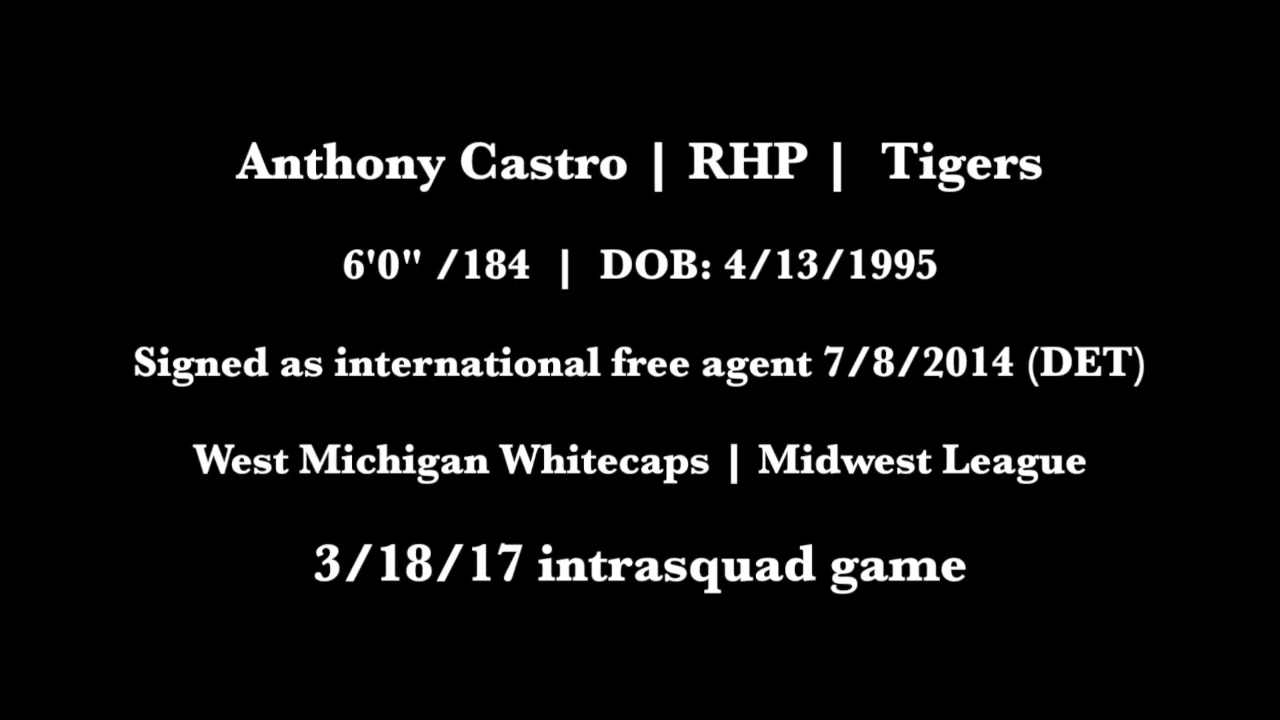 Anthony Castro | RHP | Tigers
6'0" /184 | DOB: 4/13/1995
Signed as international free agent 7/8/2014 (DET)
West Michigan Whitecaps | Midwest League
3/18/17 intrasquad game